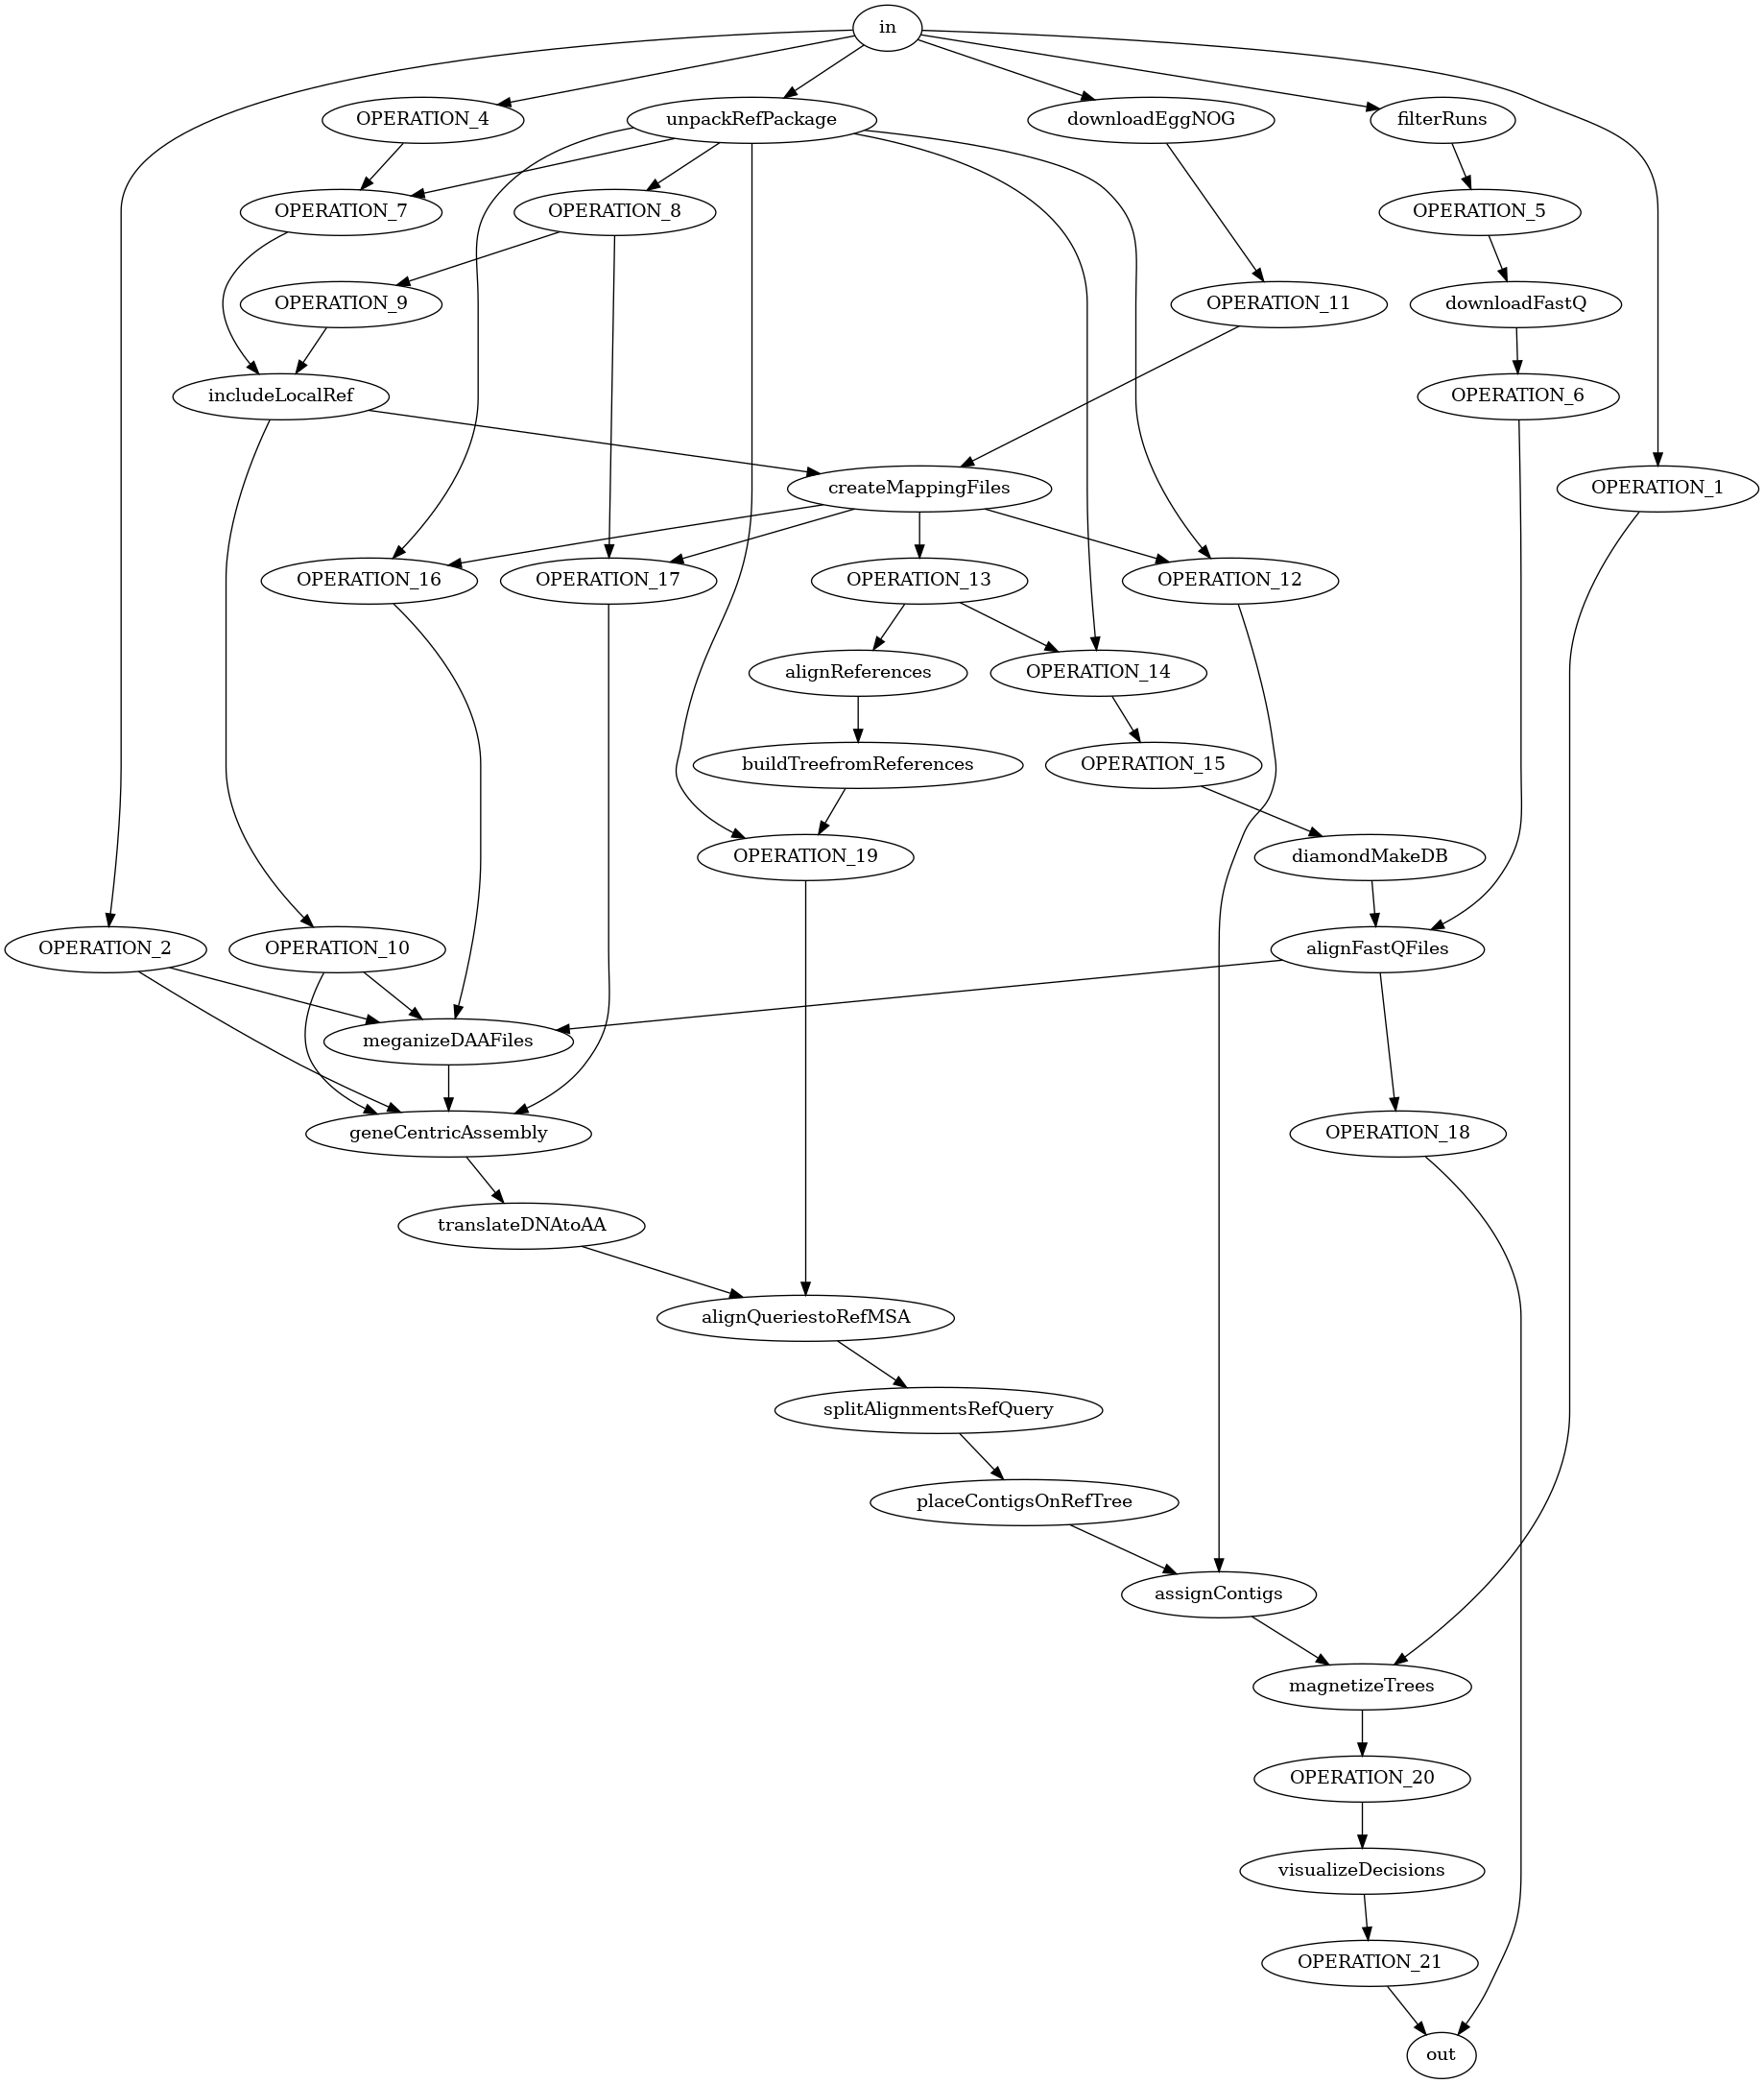 in
OPERATION_4
unpackRefPackage
downloadEggNOG
filterRuns
OPERATION_7
OPERATION_8
OPERATION_5
OPERATION_9
OPERATION_11
downloadFastQ
includeLocalRef
OPERATION_6
createMappingFiles
OPERATION_1
OPERATION_16
OPERATION_17
OPERATION_13
OPERATION_12
alignReferences
OPERATION_14
buildTreefromReferences
OPERATION_15
OPERATION_19
diamondMakeDB
OPERATION_2
OPERATION_10
alignFastQFiles
meganizeDAAFiles
geneCentricAssembly
OPERATION_18
translateDNAtoAA
alignQueriestoRefMSA
splitAlignmentsRefQuery
placeContigsOnRefTree
assignContigs
magnetizeTrees
OPERATION_20
visualizeDecisions
OPERATION_21
out